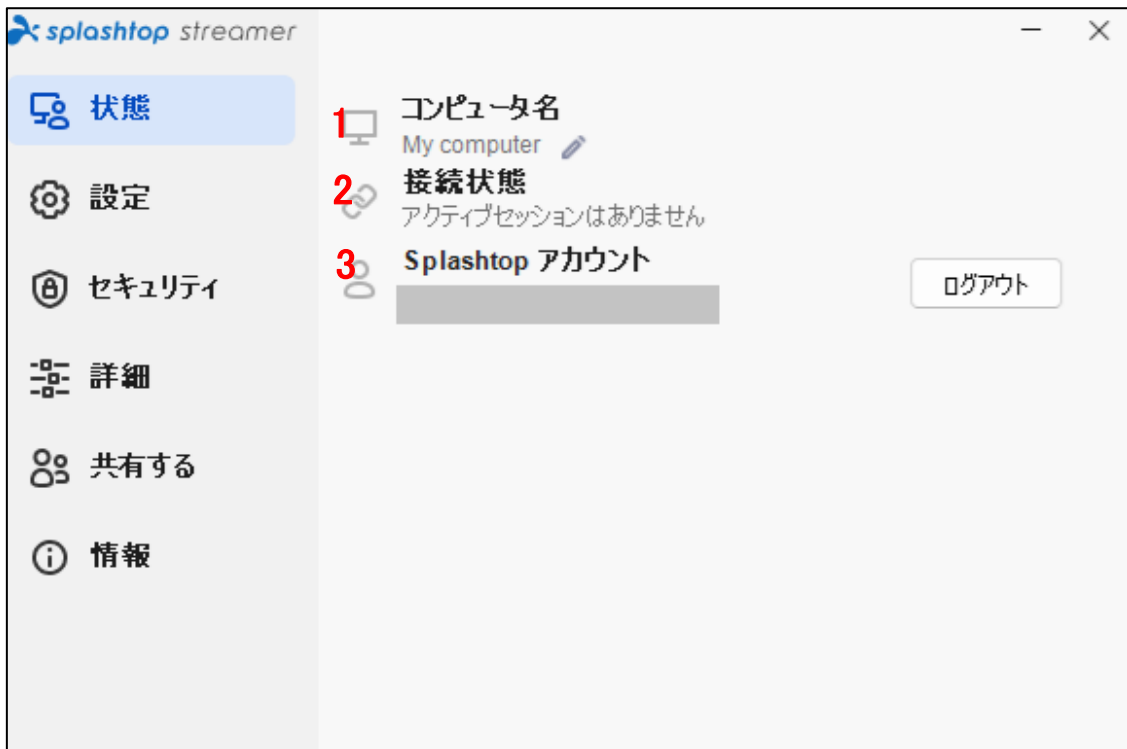 splashtop streamer
状態
設定
セキュリティ
詳細
共有する
情報
1
コンピュータ名
My computer
2
接続状態
アクティブセッションはありません
3
Splashtop アカウント
ログアウト